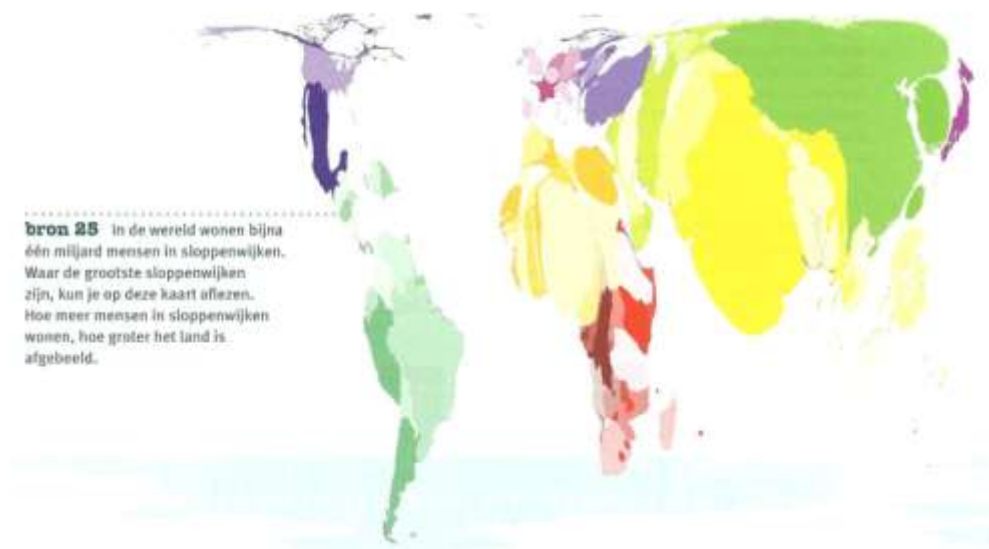 bron 25 In de wereld wonen bijna
één miljard mensen in sloppenwijken.
Waar de grootste sloppenwijken
zijn, kun je op deze kaart aflezen.
Hoe meer mensen in sloppenwijken
wonen, hoe groter het land is
afgebeeld.